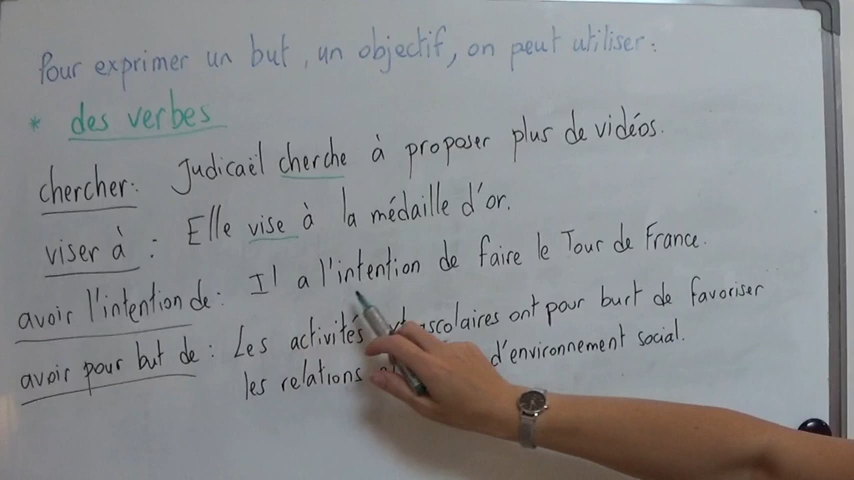 Pour exprimer un but, un objectif, on peut utiliser:
* des verbes
chercher: Judicaël cherche à proposer plus de vidéos.
viser à : Elle vise à la médaille d'or.
avoir l'intention de: Il a l'intention de faire le Tour de France.
avoir pour but de: Les activités ascolaires ont pour burt de favoriser
les relations d'environnement social.